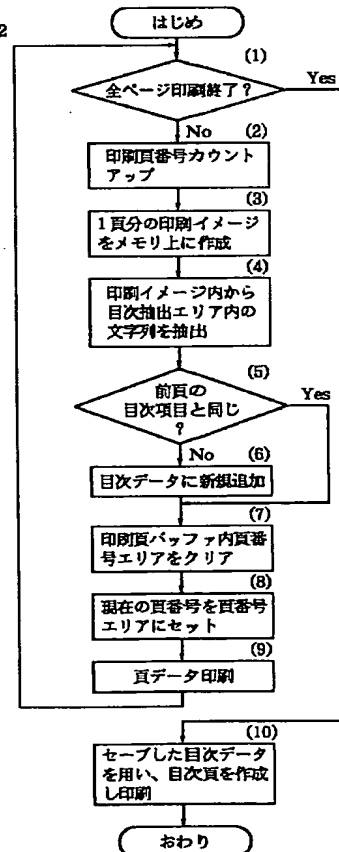 2
はじめ
(1)
全ページ印刷終了?
Yes
No
(2)
印刷頁番号カウント
アップ
(3)
1頁分の印刷イメージ
をメモリ上に作成
(4)
印刷イメージ内から
目次抽出エリア内の
文字列を抽出
(5)
前頁の
目次項目と同じ
?
Yes
No
(6)
目次データに新規追加
(7)
印刷頁バッファ内頁番
号エリアをクリア
(8)
現在の頁番号を頁番号
エリアにセット
(9)
頁データ印刷
(10)
セーブした目次データ
を用い、目次頁を作成
し印刷
おわり